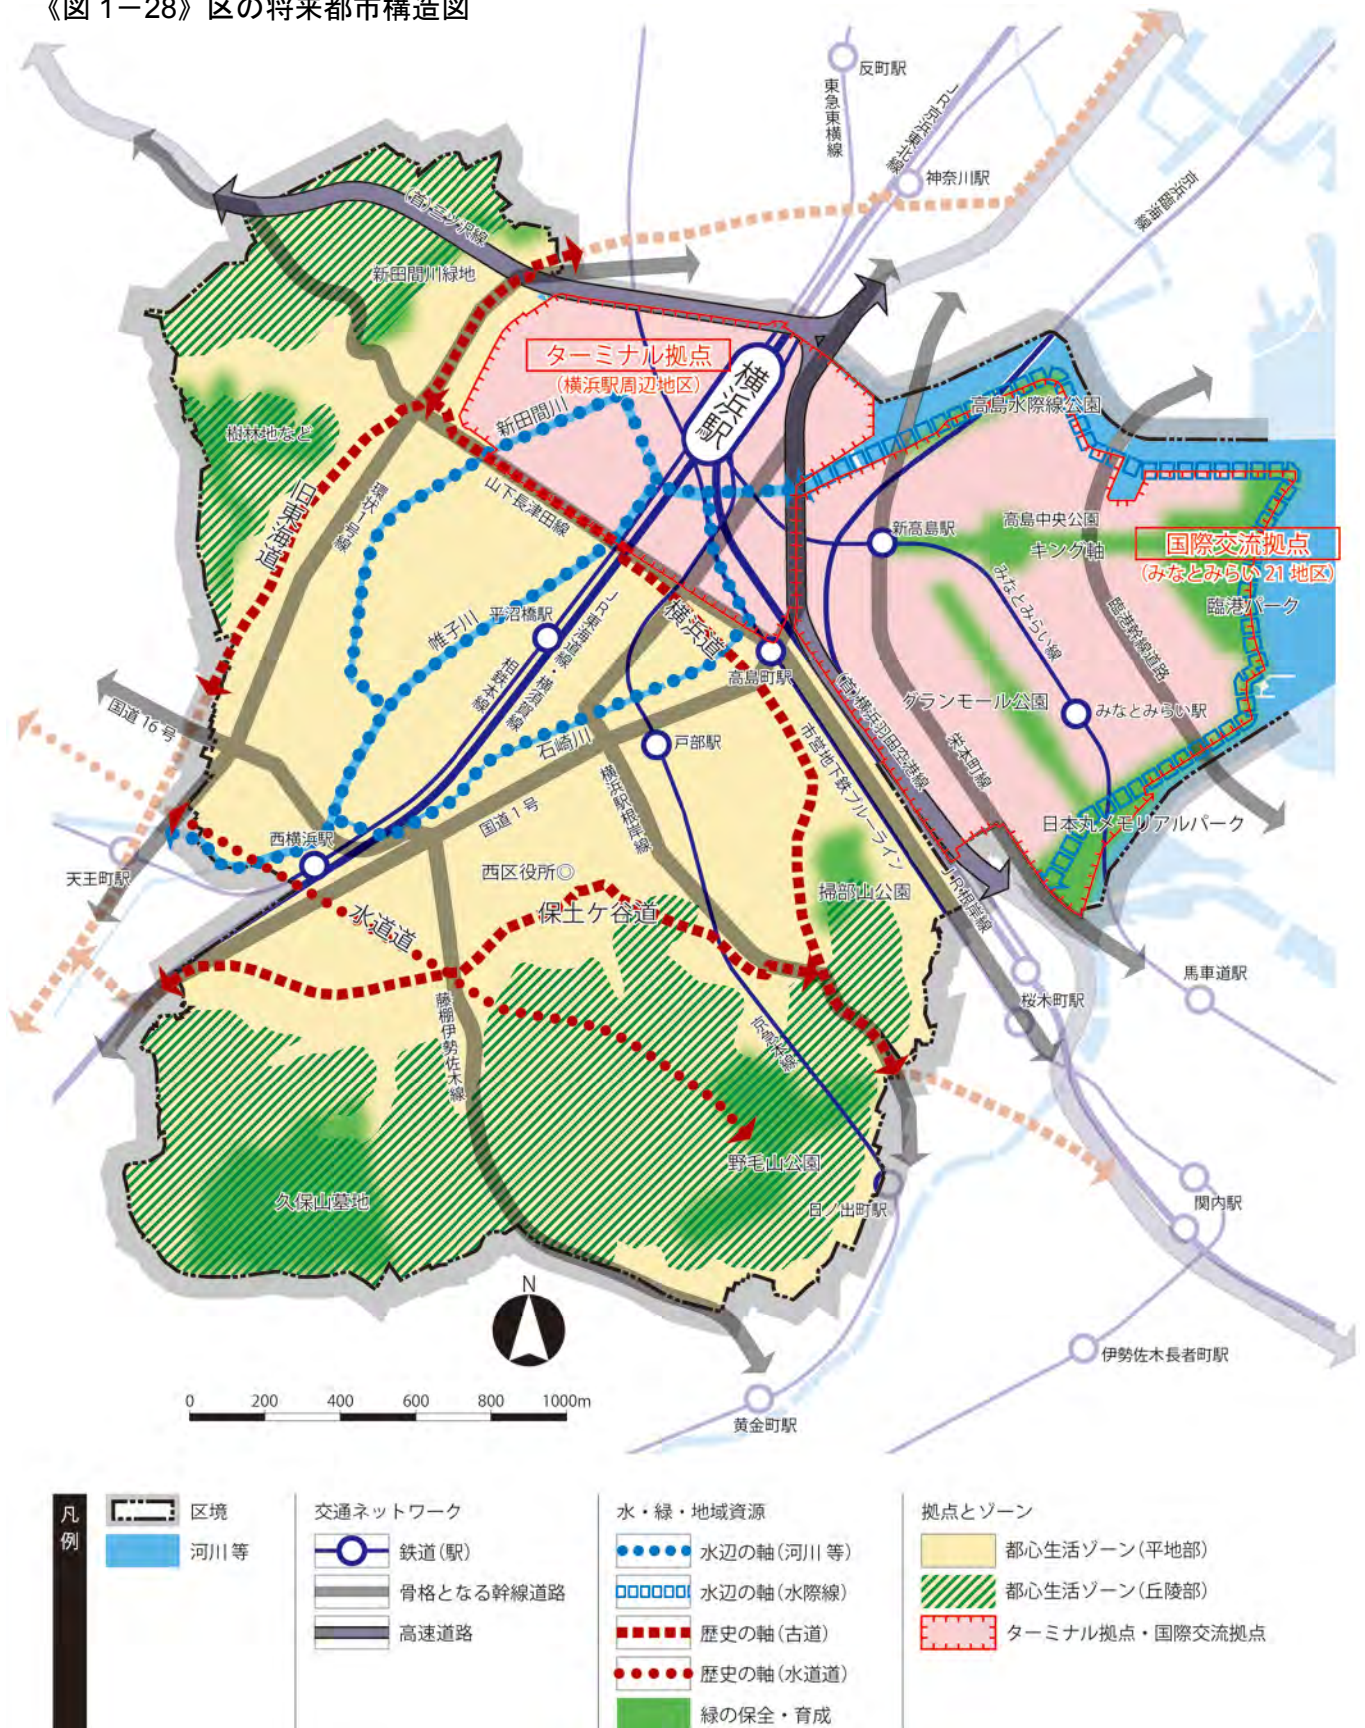 《図1－28》区の将来都市構造図
反町駅
東急東横線
JR京浜東北線
神奈川駅
京浜臨海線
(首)三ツ沢線
新田間川緑地
ターミナル拠点
(横浜駅周辺地区)
横浜駅
新田間川
高島水際線公園
樹林地など
旧東海道
環状1号線
山下長津田線
新高島駅
高島中央公園
キング軸
国際交流拠点
(みなとみらい21地区)
臨港パーク
みなとみらい線
臨港幹線道路
帷子川
平沼橋駅
相鉄本線
JR東海道線・横須賀線
横浜道
高島町駅
(首)横浜羽田空港線
グランモール公園
みなとみらい駅
国道16号
石崎川
戸部駅
市営地下鉄ブルーライン
栄本町線
横浜駅根岸線
国道1号
日本丸メモリアルパーク
西横浜駅
天王町駅
西区役所◎
保土ケ谷道
掃部山公園
JR根岸線
水道道
馬車道駅
桜木町駅
藤棚伊勢佐木線
京急本線
野毛山公園
久保山墓地
日ノ出町駅
関内駅
N
伊勢佐木長者町駅
黄金町駅
0 200 400 600 800 1000m
凡例
区境
河川等
交通ネットワーク
鉄道(駅)
骨格となる幹線道路
高速道路
水・緑・地域資源
水辺の軸(河川等)
水辺の軸(水際線)
歴史の軸(古道)
歴史の軸(水道道)
緑の保全・育成
拠点とゾーン
都心生活ゾーン(平地部)
都心生活ゾーン(丘陵部)
ターミナル拠点・国際交流拠点